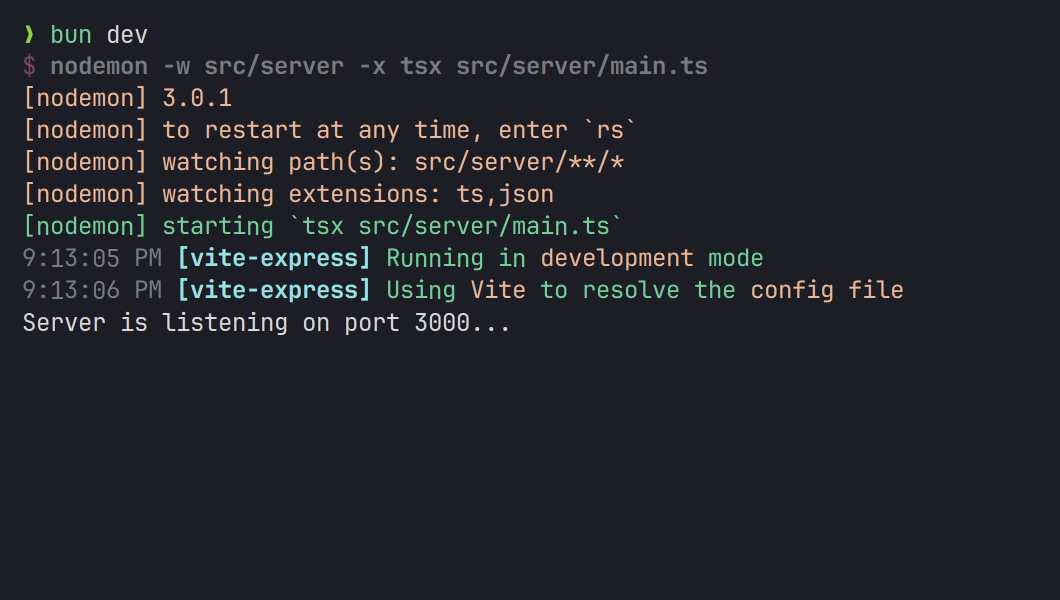 ❯ bun dev
$ nodemon -w src/server -x tsx src/server/main.ts
[nodemon] 3.0.1
[nodemon] to restart at any time, enter `rs`
[nodemon] watching path(s): src/server/**/*
[nodemon] watching extensions: ts,json
[nodemon] starting `tsx src/server/main.ts`
9:13:05 PM [vite-express] Running in development mode
9:13:06 PM [vite-express] Using Vite to resolve the config file
Server is listening on port 3000...